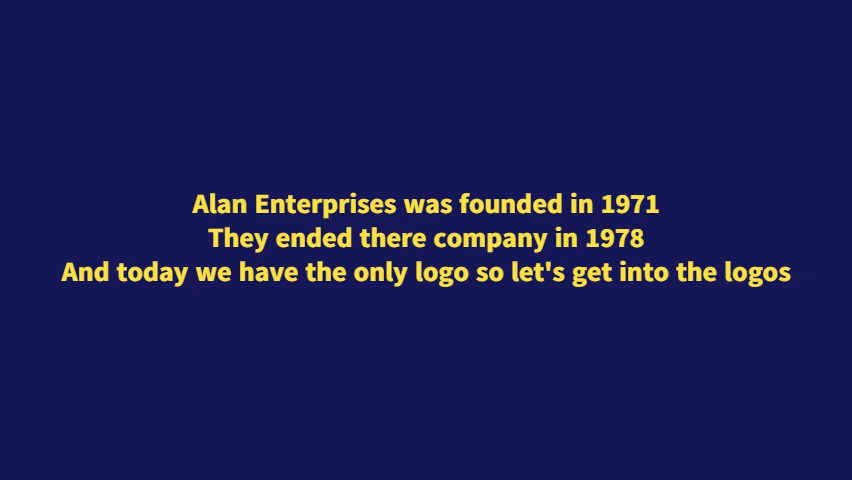 Alan Enterprises was founded in 1971
They ended there company in 1978
And today we have the only logo so let's get into the logos